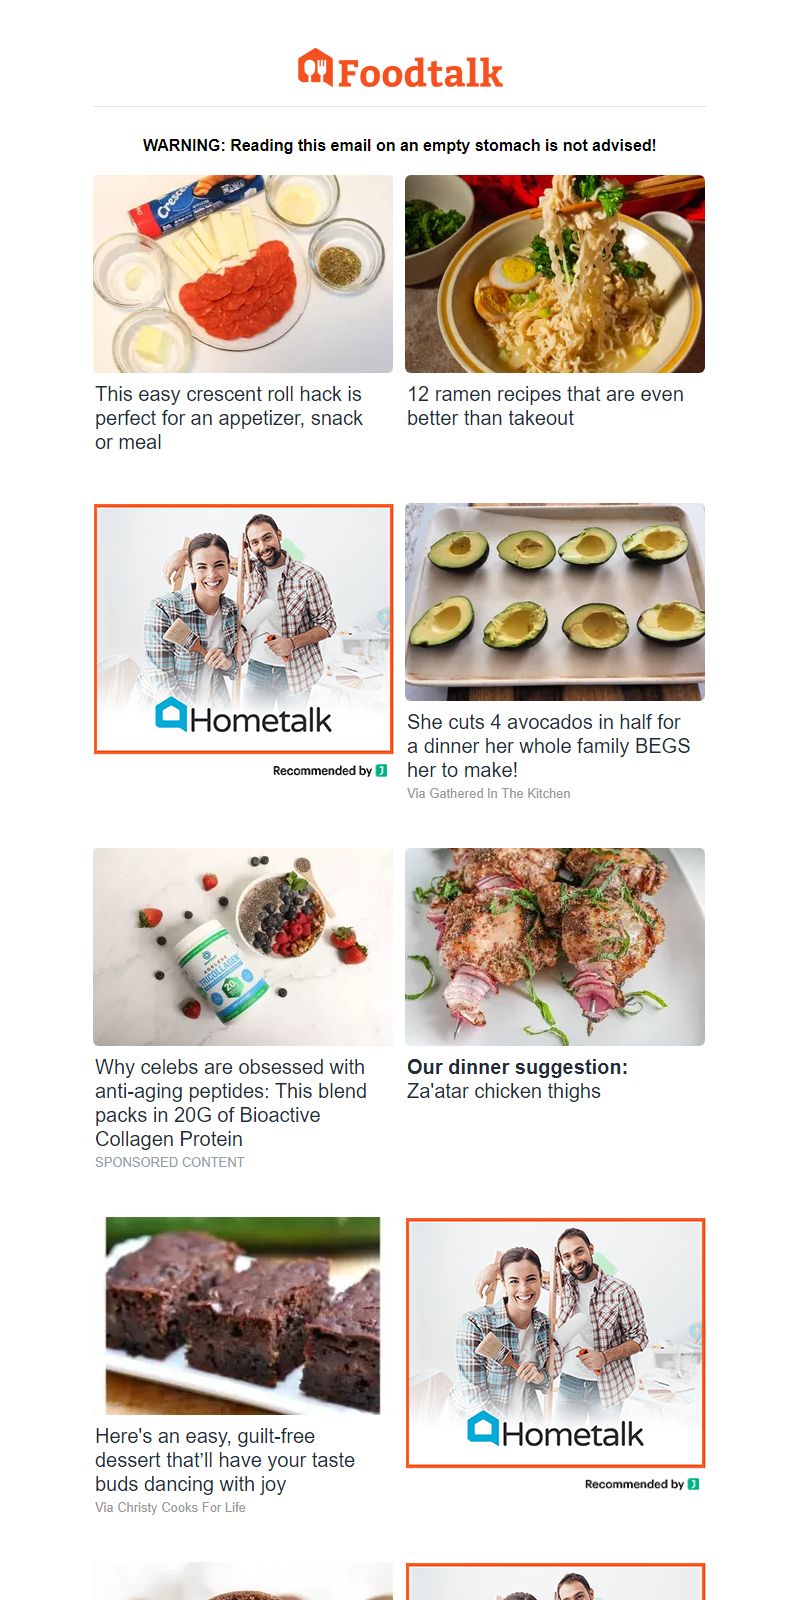 Foodtalk
WARNING: Reading this email on an empty stomach is not advised!
Crescent
This easy crescent roll hack is
perfect for an appetizer, snack
or meal
12 ramen recipes that are even
better than takeout
Hometalk
Recommended by
She cuts 4 avocados in half for
a dinner her whole family BEGS
her to make!
Via Gathered In The Kitchen
AGELESS
TRICOLLAGEN
20
Why celebs are obsessed with
anti-aging peptides: This blend
packs in 20G of Bioactive
Collagen Protein
SPONSORED CONTENT
Our dinner suggestion:
Za'atar chicken thighs
Here's an easy, guilt-free
dessert that’ll have your taste
buds dancing with joy
Via Christy Cooks For Life
Hometalk
Recommended by